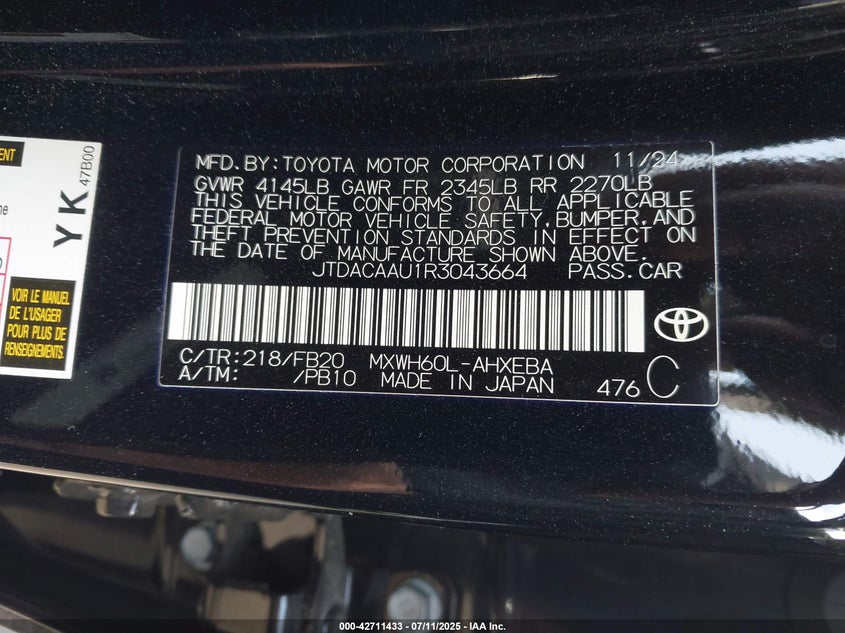 ENT
47B00
YK
ne
VOIR LE MANUEL
DE L'USAGER
POUR PLUS DE
RENSEIGNEMENT
MFD.BY:TOYOTA MOTOR CORPORATION 11/24
GVWR 4145LB GAWR FR 2345LB RR 2270LB
THIS VEHICLE CONFORMS TO ALL APPLICABLE
FEDERAL MOTOR VEHICLE SAFETY,BUMPER,AND
THEFT PREVENTION STANDARDS IN EFFECT ON
THE DATE OF MANUFACTURE SHOWN ABOVE.
JTDACAAU1R3043664 PASS.CAR
C/TR:218/FB20 MXWH60L-AHXEBA
A/TM: /PB10 MADE IN JAPAN 476 C
000-42711433 - 07/11/2025 - IAA Inc.